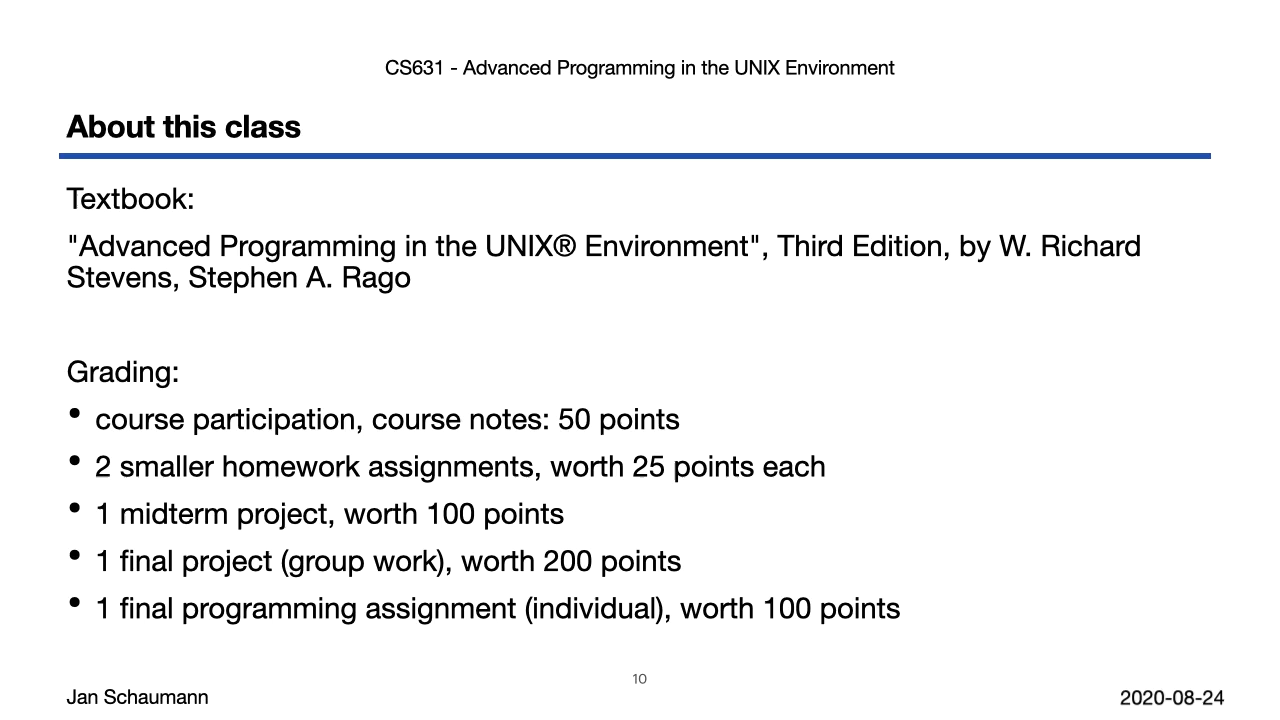 CS631 - Advanced Programming in the UNIX Environment
About this class
Textbook:
"Advanced Programming in the UNIX® Environment", Third Edition, by W. Richard
Stevens, Stephen A. Rago
Grading:
• course participation, course notes: 50 points
• 2 smaller homework assignments, worth 25 points each
• 1 midterm project, worth 100 points
• 1 final project (group work), worth 200 points
• 1 final programming assignment (individual), worth 100 points
10
Jan Schaumann
2020-08-24